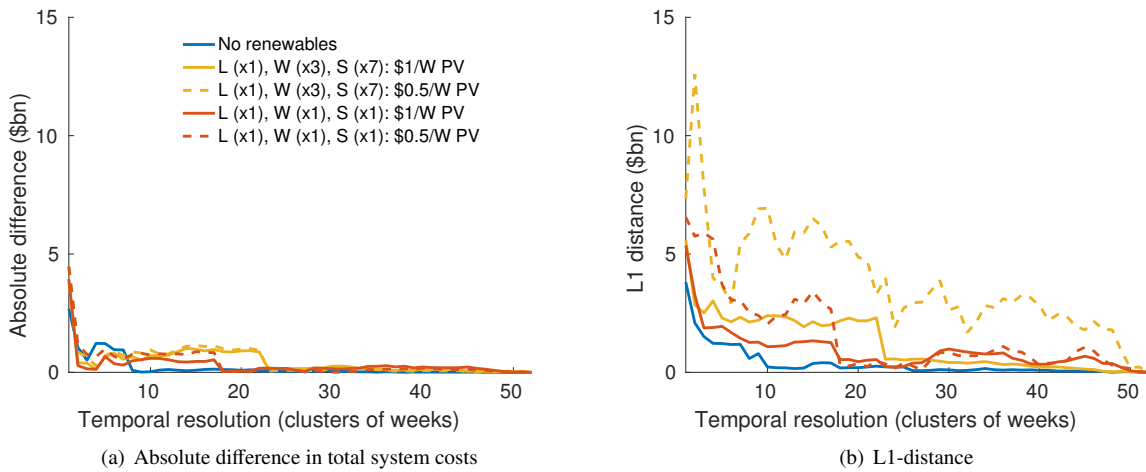 15
10
5
0
10
20
30
40
50
Absolute difference ($bn)
No renewables
L (x1), W (x3), S (x7): $1/W PV
L (x1), W (x3), S (x7): $0.5/W PV
L (x1), W (x1), S (x1): $1/W PV
L (x1), W (x1), S (x1): $0.5/W PV
Temporal resolution (clusters of weeks)
(a) Absolute difference in total system costs
15
10
5
0
10
20
30
40
50
L1 distance ($bn)
Temporal resolution (clusters of weeks)
(b) L1-distance